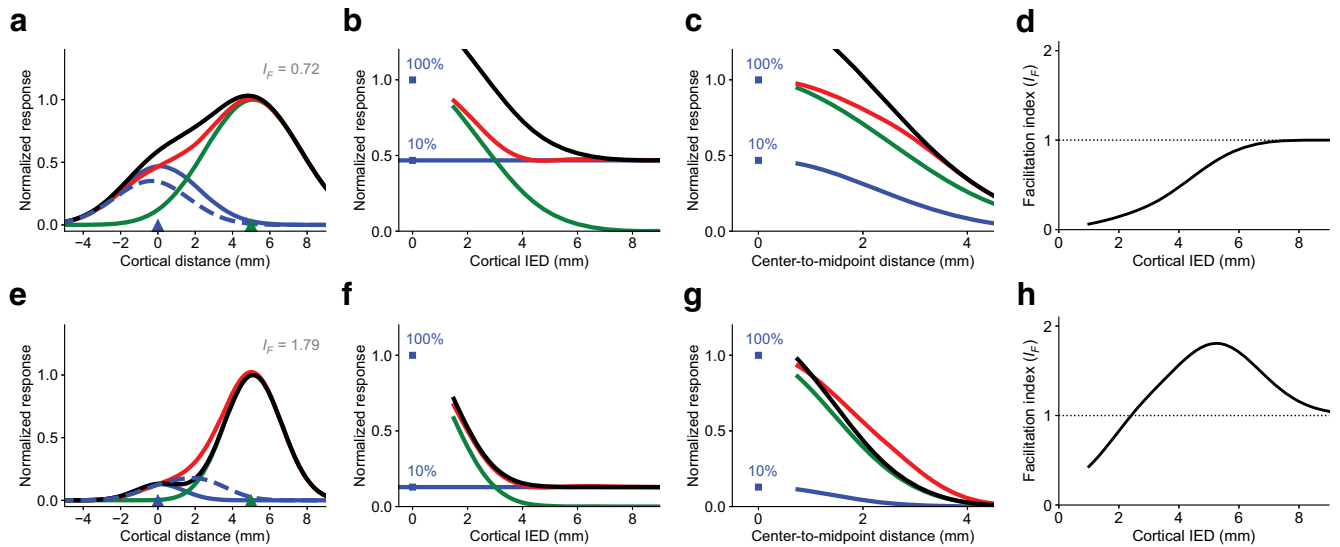 a
I_F = 0.72
Normalized response
1.0
0.5
0.0
−4 −2 0 2 4 6 8
Cortical distance (mm)
b
100%
10%
Normalized response
1.0
0.5
0.0
0 2 4 6 8
Cortical IED (mm)
c
100%
10%
Normalized response
1.0
0.5
0.0
0 2 4
Center-to-midpoint distance (mm)
d
Facilitation index (I_F)
2
1
0
0 2 4 6 8
Cortical IED (mm)
e
I_F = 1.79
Normalized response
1.0
0.5
0.0
−4 −2 0 2 4 6 8
Cortical distance (mm)
f
100%
10%
Normalized response
1.0
0.5
0.0
0 2 4 6 8
Cortical IED (mm)
g
100%
10%
Normalized response
1.0
0.5
0.0
0 2 4
Center-to-midpoint distance (mm)
h
Facilitation index (I_F)
2
1
0
0 2 4 6 8
Cortical IED (mm)